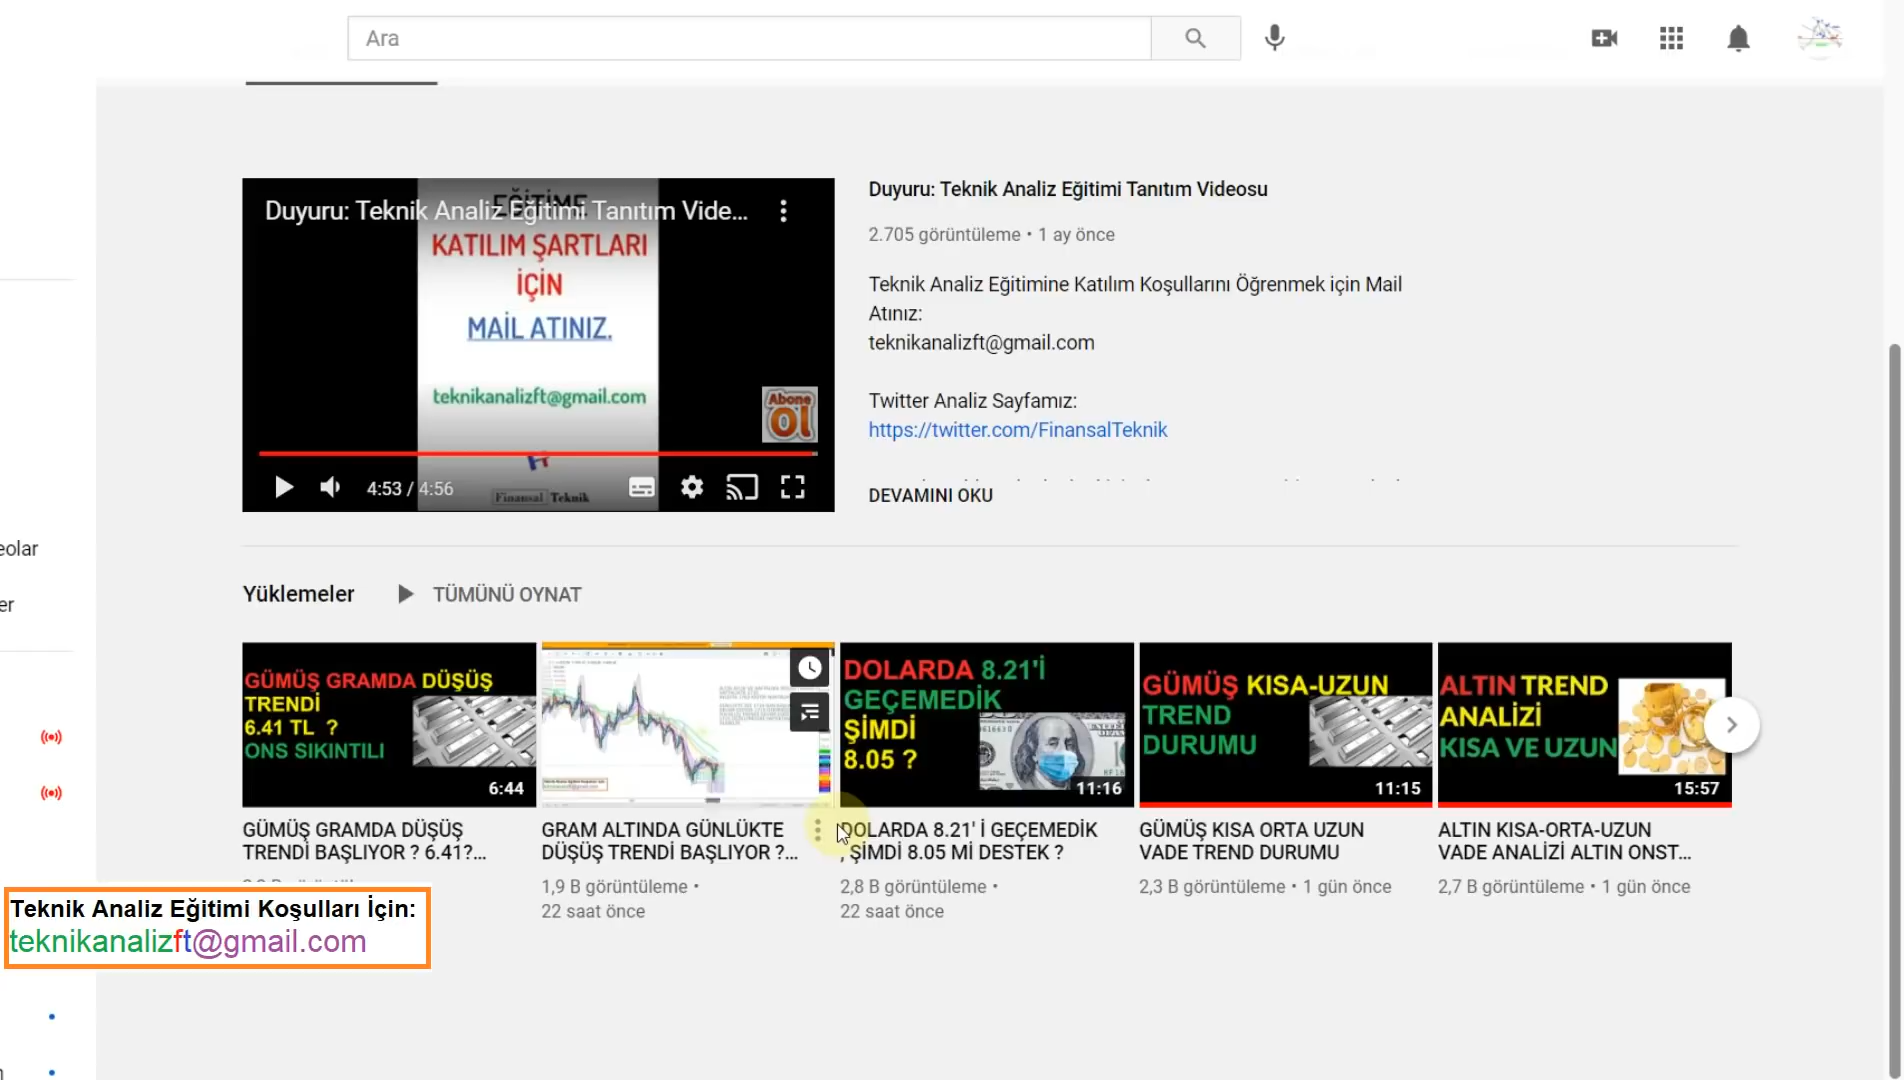 Ara
EĞİTİME
Duyuru: Teknik Analiz Eğitimi Tanıtım Vide...
KATILIM ŞARTLARI
İÇİN
MAİL ATINIZ.
teknikanalizft@gmail.com
Abone
Ol
4:53 / 4:56
Finansal Teknik
Duyuru: Teknik Analiz Eğitimi Tanıtım Videosu
2.705 görüntüleme • 1 ay önce
Teknik Analiz Eğitimine Katılım Koşullarını Öğrenmek için Mail
Atınız:
teknikanalizft@gmail.com
Twitter Analiz Sayfamız:
https://twitter.com/FinansalTeknik
DEVAMINI OKU
eolar
er
Yüklemeler
TÜMÜNÜ OYNAT
GÜMÜŞ GRAMDA DÜŞÜŞ
TRENDİ
6.41 TL ?
ONS SIKINTILI
6:44
DOLARDA 8.21'İ
GEÇEMEDİK
ŞİMDİ
8.05 ?
11:16
GÜMÜŞ KISA-UZUN
TREND
DURUMU
11:15
ALTIN TREND
ANALİZİ
KISA VE UZUN
15:57
GÜMÜŞ GRAMDA DÜŞÜŞ
TRENDİ BAŞLIYOR ? 6.41?...
GRAM ALTINDA GÜNLÜKTE
DÜŞÜŞ TRENDİ BAŞLIYOR ?...
1,9 B görüntüleme •
22 saat önce
DOLARDA 8.21' İ GEÇEMEDİK
, ŞİMDİ 8.05 Mİ DESTEK ?
2,8 B görüntüleme •
22 saat önce
GÜMÜŞ KISA ORTA UZUN
VADE TREND DURUMU
2,3 B görüntüleme • 1 gün önce
ALTIN KISA-ORTA-UZUN
VADE ANALİZİ ALTIN ONST...
2,7 B görüntüleme • 1 gün önce
Teknik Analiz Eğitimi Koşulları İçin:
teknikanalizft@gmail.com